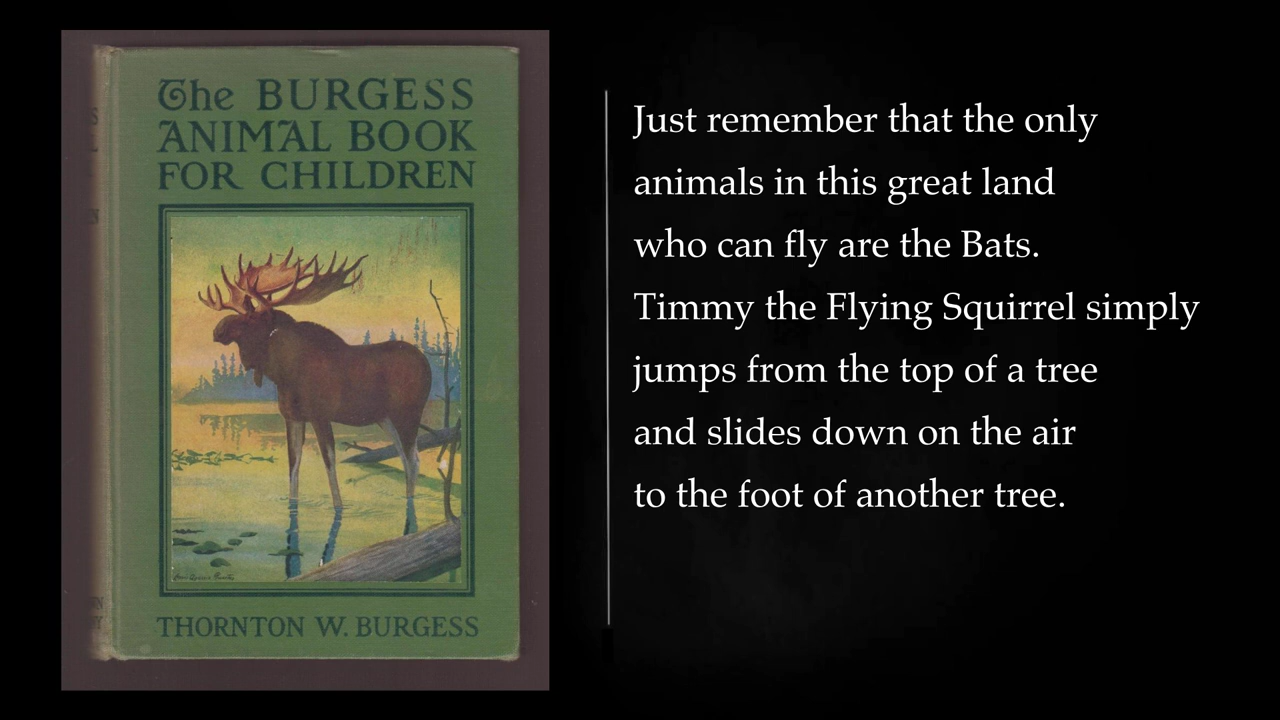 The BURGESS
ANIMAL BOOK
FOR CHILDREN
THORNTON W. BURGESS
Just remember that the only
animals in this great land
who can fly are the Bats.
Timmy the Flying Squirrel simply
jumps from the top of a tree
and slides down on the air
to the foot of another tree.